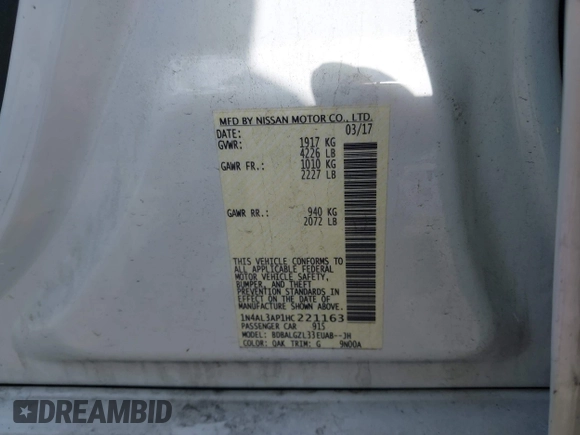 MFD BY NISSAN MOTOR CO., LTD.
DATE: 03/17
GVWR: 1917 KG
4226 LB
GAWR FR.: 1010 KG
2227 LB
GAWR RR.: 940 KG
2072 LB
THIS VEHICLE CONFORMS TO
ALL APPLICABLE FEDERAL
MOTOR VEHICLE SAFETY,
BUMPER, AND THEFT
PREVENTION STANDARDS IN
EFFECT ON THE DATE OF
MANUFACTURE SHOWN ABOVE.
1N4AL3AP1HC221163
PASSENGER CAR 915
MODEL: BDBALGZL33EUAB--JH
COLOR: QAK TRIM: G 9N00A
DREAMBID